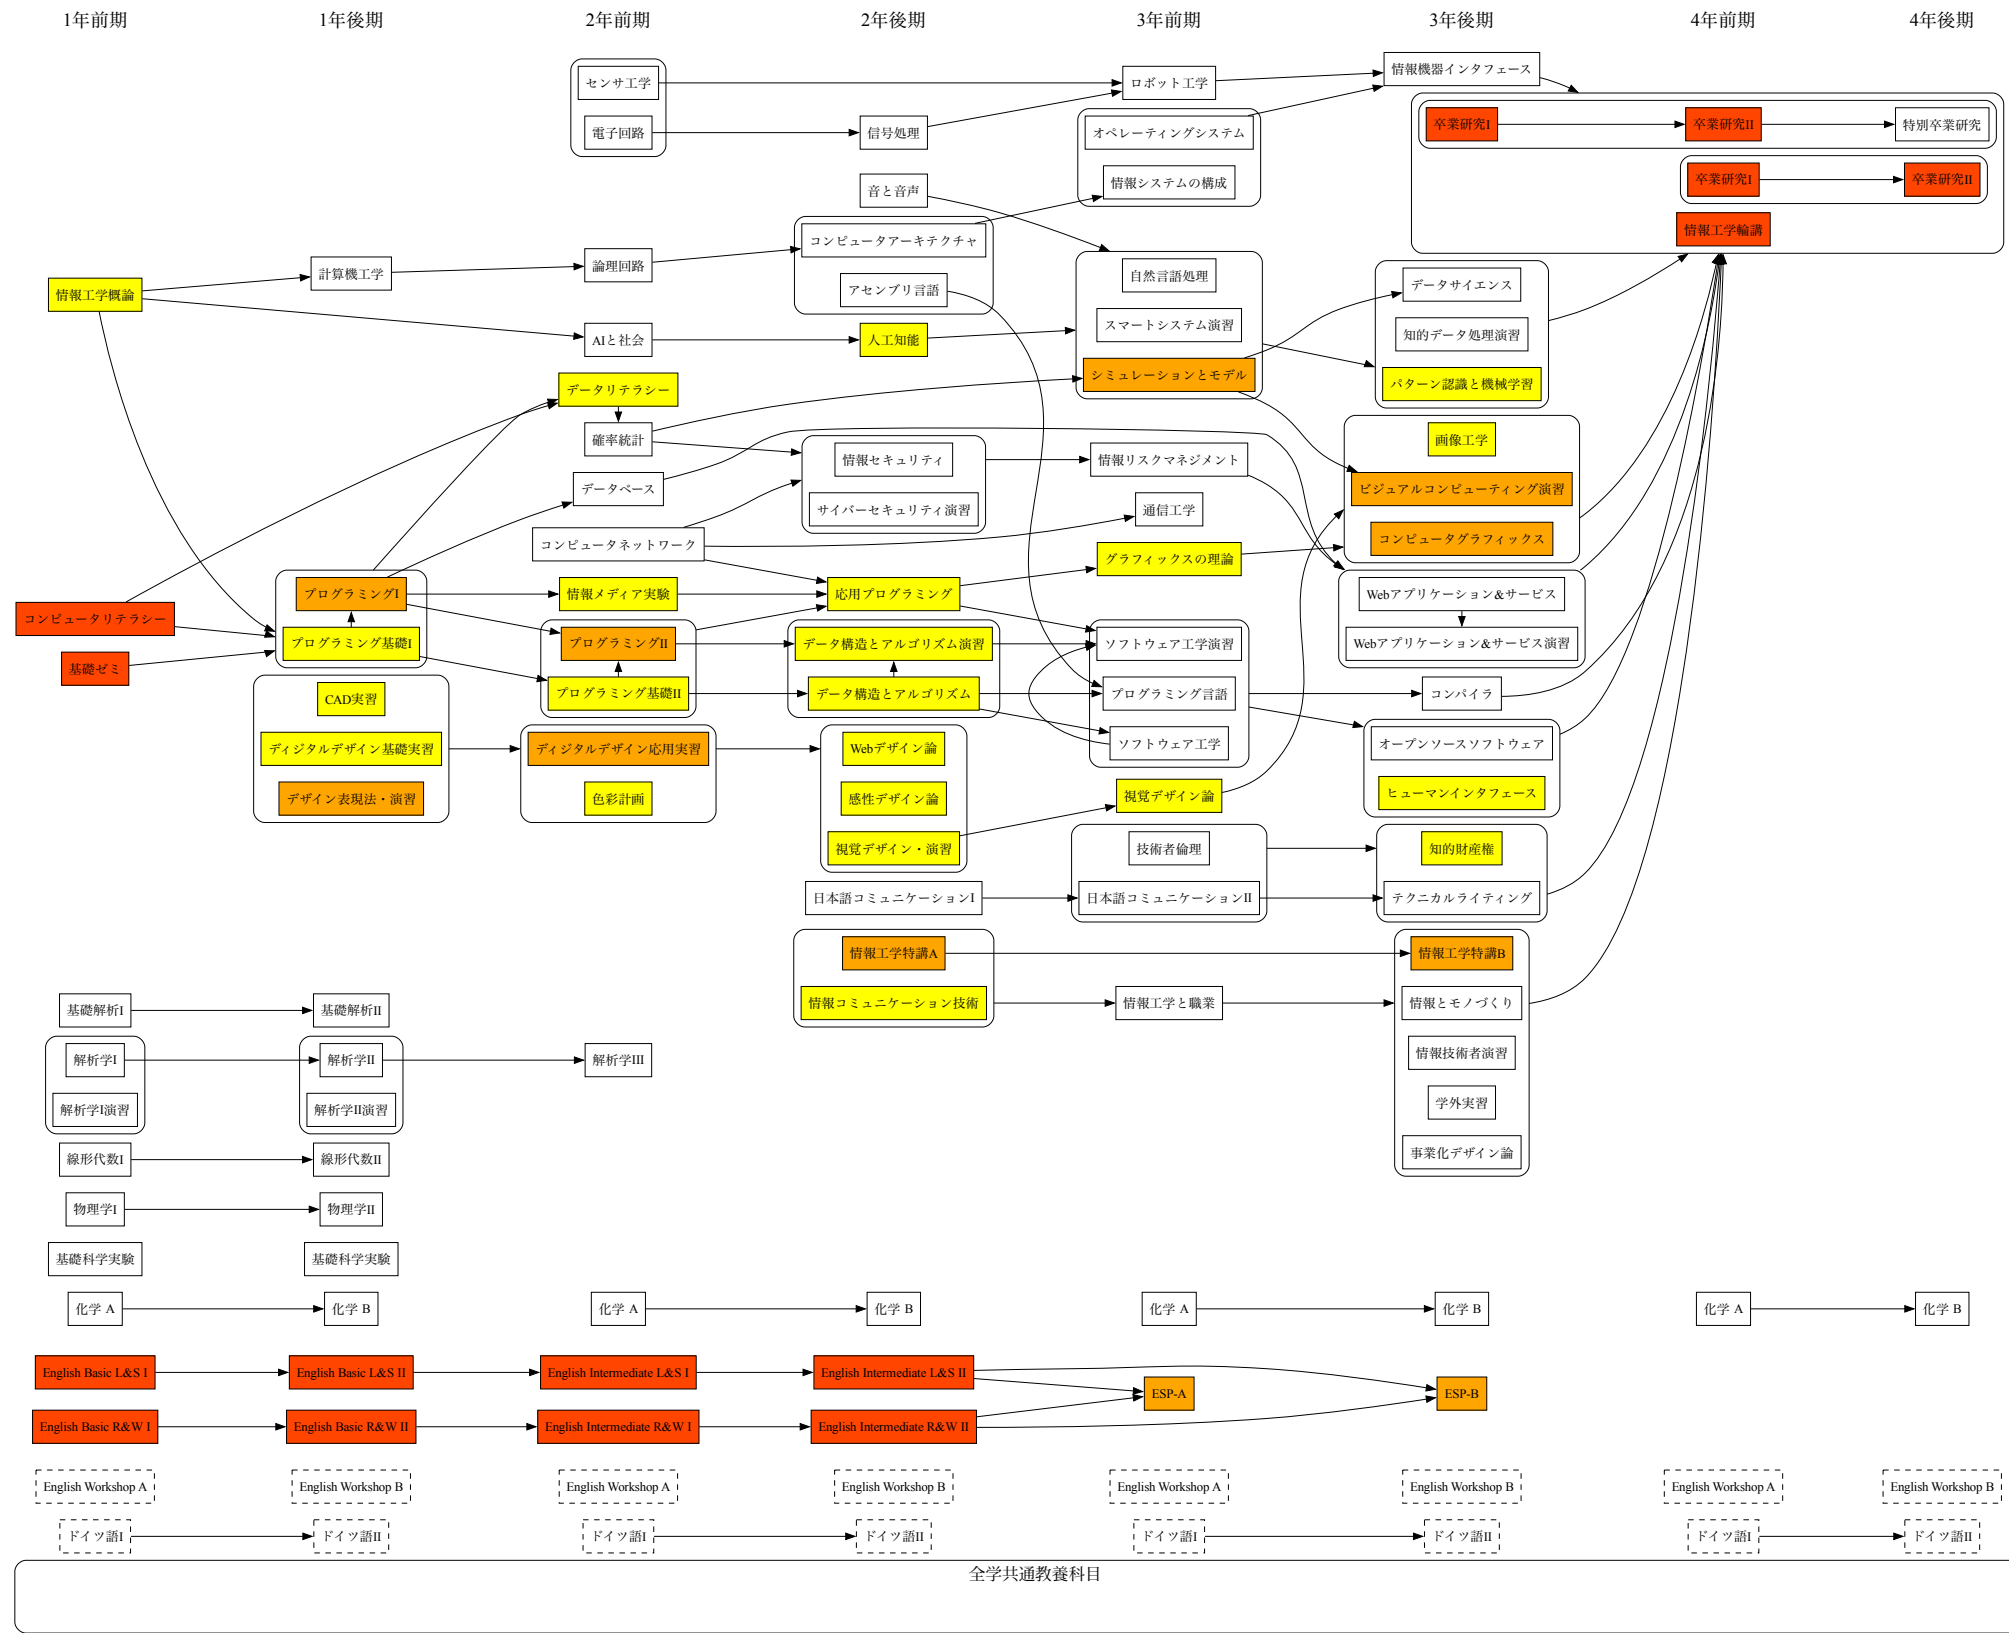 1年前期
1年後期
2年前期
2年後期
3年前期
3年後期
4年前期
4年後期
センサ工学
ロボット工学
情報機器インタフェース
電子回路
信号処理
オペレーティングシステム
卒業研究I
卒業研究II
特別卒業研究
音と音声
情報システムの構成
卒業研究I
卒業研究II
情報工学輪講
コンピュータアーキテクチャ
計算機工学
論理回路
自然言語処理
情報工学概論
アセンブリ言語
データサイエンス
AIと社会
人工知能
スマートシステム演習
知的データ処理演習
データリテラシー
シミュレーションとモデル
パターン認識と機械学習
確率統計
情報セキュリティ
情報リスクマネジメント
画像工学
データベース
サイバーセキュリティ演習
通信工学
ビジュアルコンピューティング演習
コンピュータネットワーク
グラフィックスの理論
コンピュータグラフィックス
コンピュータリテラシー
プログラミングI
情報メディア実験
応用プログラミング
Webアプリケーション&サービス
基礎ゼミ
プログラミング基礎I
プログラミングII
データ構造とアルゴリズム演習
ソフトウェア工学演習
Webアプリケーション&サービス演習
CAD実習
プログラミング基礎II
データ構造とアルゴリズム
プログラミング言語
コンパイラ
ディジタルデザイン基礎実習
ディジタルデザイン応用実習
Webデザイン論
ソフトウェア工学
オープンソースソフトウェア
デザイン表現法・演習
色彩計画
感性デザイン論
視覚デザイン論
ヒューマンインタフェース
視覚デザイン・演習
技術者倫理
知的財産権
日本語コミュニケーションI
日本語コミュニケーションII
テクニカルライティング
情報工学特講A
情報工学特講B
基礎解析I
基礎解析II
情報コミュニケーション技術
情報工学と職業
情報とモノづくり
解析学I
解析学II
解析学III
情報技術者演習
解析学I演習
解析学II演習
学外実習
線形代数I
線形代数II
事業化デザイン論
物理学I
物理学II
基礎科学実験
基礎科学実験
化学 A
化学 B
化学 A
化学 B
化学 A
化学 B
化学 A
化学 B
English Basic L&S I
English Basic L&S II
English Intermediate L&S I
English Intermediate L&S II
ESP-A
ESP-B
English Basic R&W I
English Basic R&W II
English Intermediate R&W I
English Intermediate R&W II
English Workshop A
English Workshop B
English Workshop A
English Workshop B
English Workshop A
English Workshop B
English Workshop A
English Workshop B
ドイツ語I
ドイツ語II
ドイツ語I
ドイツ語II
ドイツ語I
ドイツ語II
ドイツ語I
ドイツ語II
全学共通教養科目